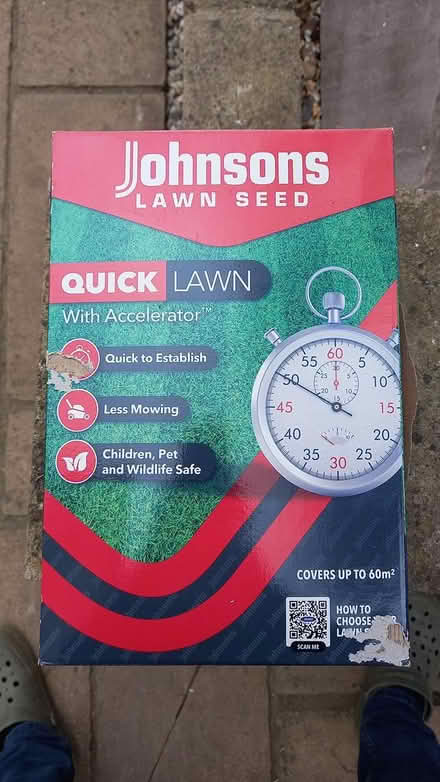 Johnsons
LAWN SEED
QUICK LAWN
With Accelerator™
Quick to Establish
Less Mowing
Children, Pet
and Wildlife Safe
60
55 5
50 10
45 15
40 20
35 25
30
COVERS UP TO 60m²
HOW TO
CHOOSE
LAWN
SCAN ME